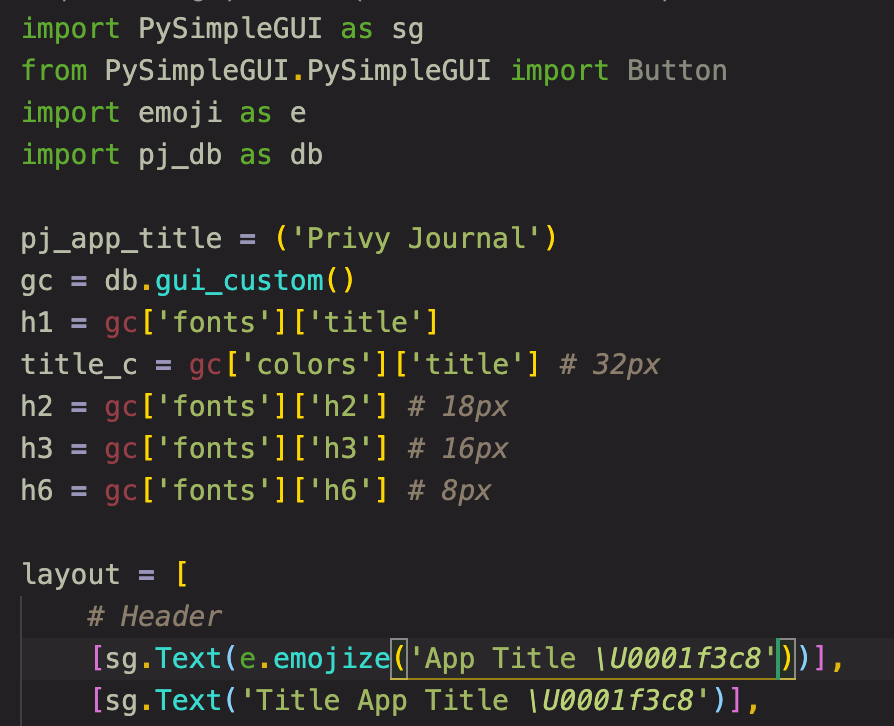 import PySimpleGUI as sg
from PySimpleGUI.PySimpleGUI import Button
import emoji as e
import pj_db as db
pj_app_title = ('Privy Journal')
gc = db.gui_custom()
h1 = gc['fonts']['title']
title_c = gc['colors']['title'] # 32px
h2 = gc['fonts']['h2'] # 18px
h3 = gc['fonts']['h3'] # 16px
h6 = gc['fonts']['h6'] # 8px
layout = [
# Header
[sg.Text(e.emojize('App Title \U0001f3c8'))],
[sg.Text('Title App Title \U0001f3c8')],